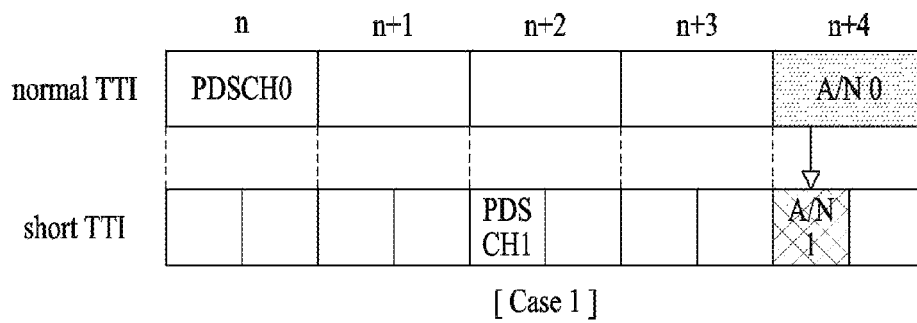 n n+1 n+2 n+3 n+4
normal TTI PDSCH0 A/N 0
short TTI PDS CH1 A/N 1
[ Case 1 ]